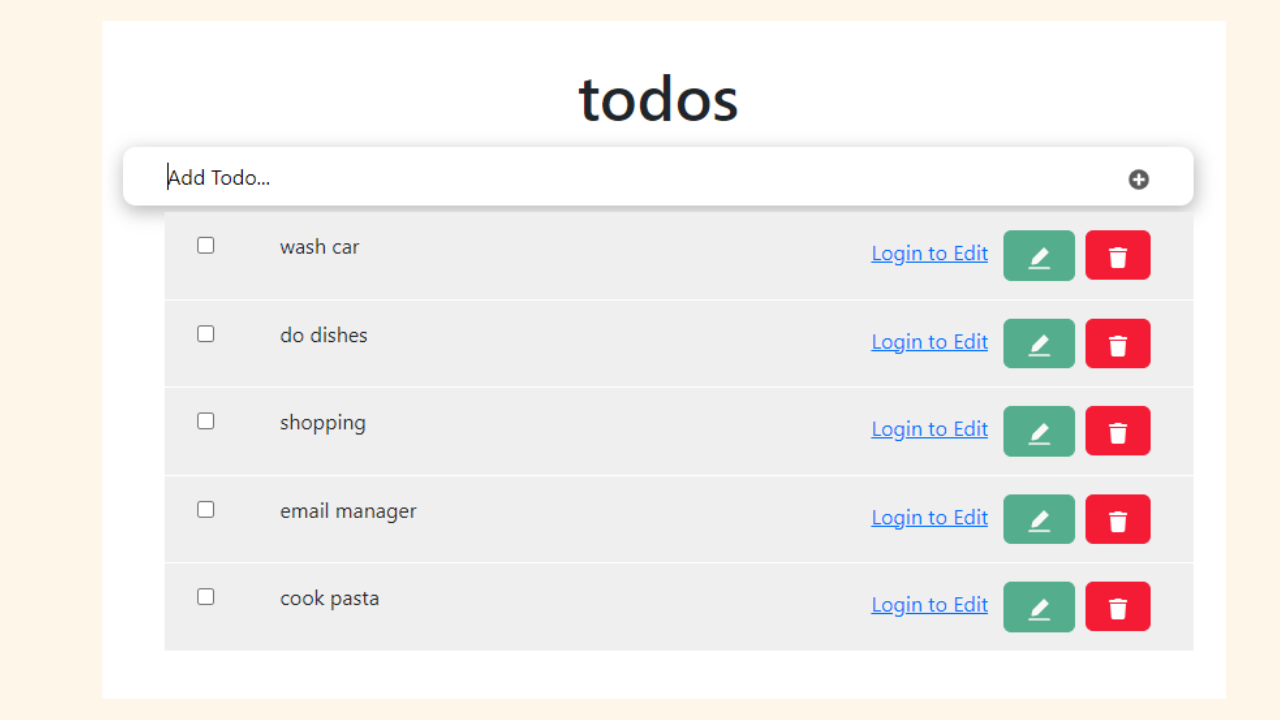 todos
Add Todo...
wash car Login to Edit
do dishes Login to Edit
shopping Login to Edit
email manager Login to Edit
cook pasta Login to Edit